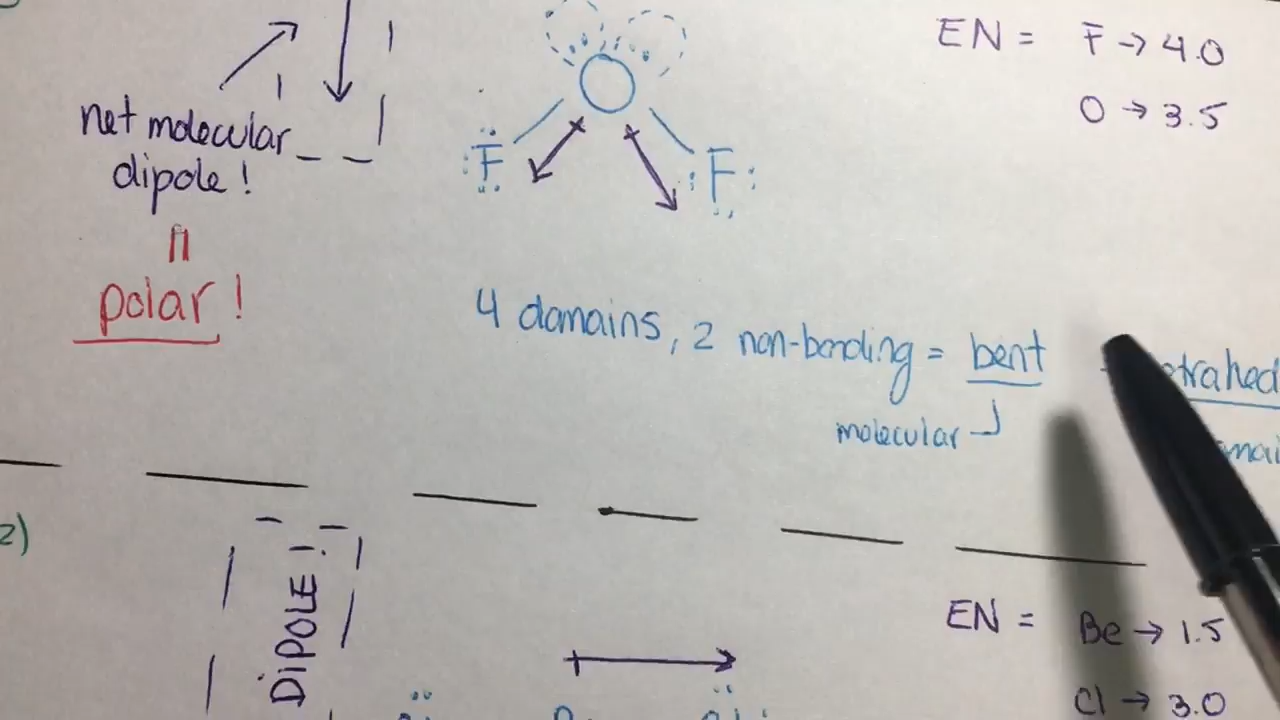 EN = F → 4.0
O → 3.5
net molecular
dipole!
:F F:
polar!
4 domains, 2 non-bonding = bent
molecular
2)
DIPOLE!
EN = Be → 1.5
Cl → 3.0